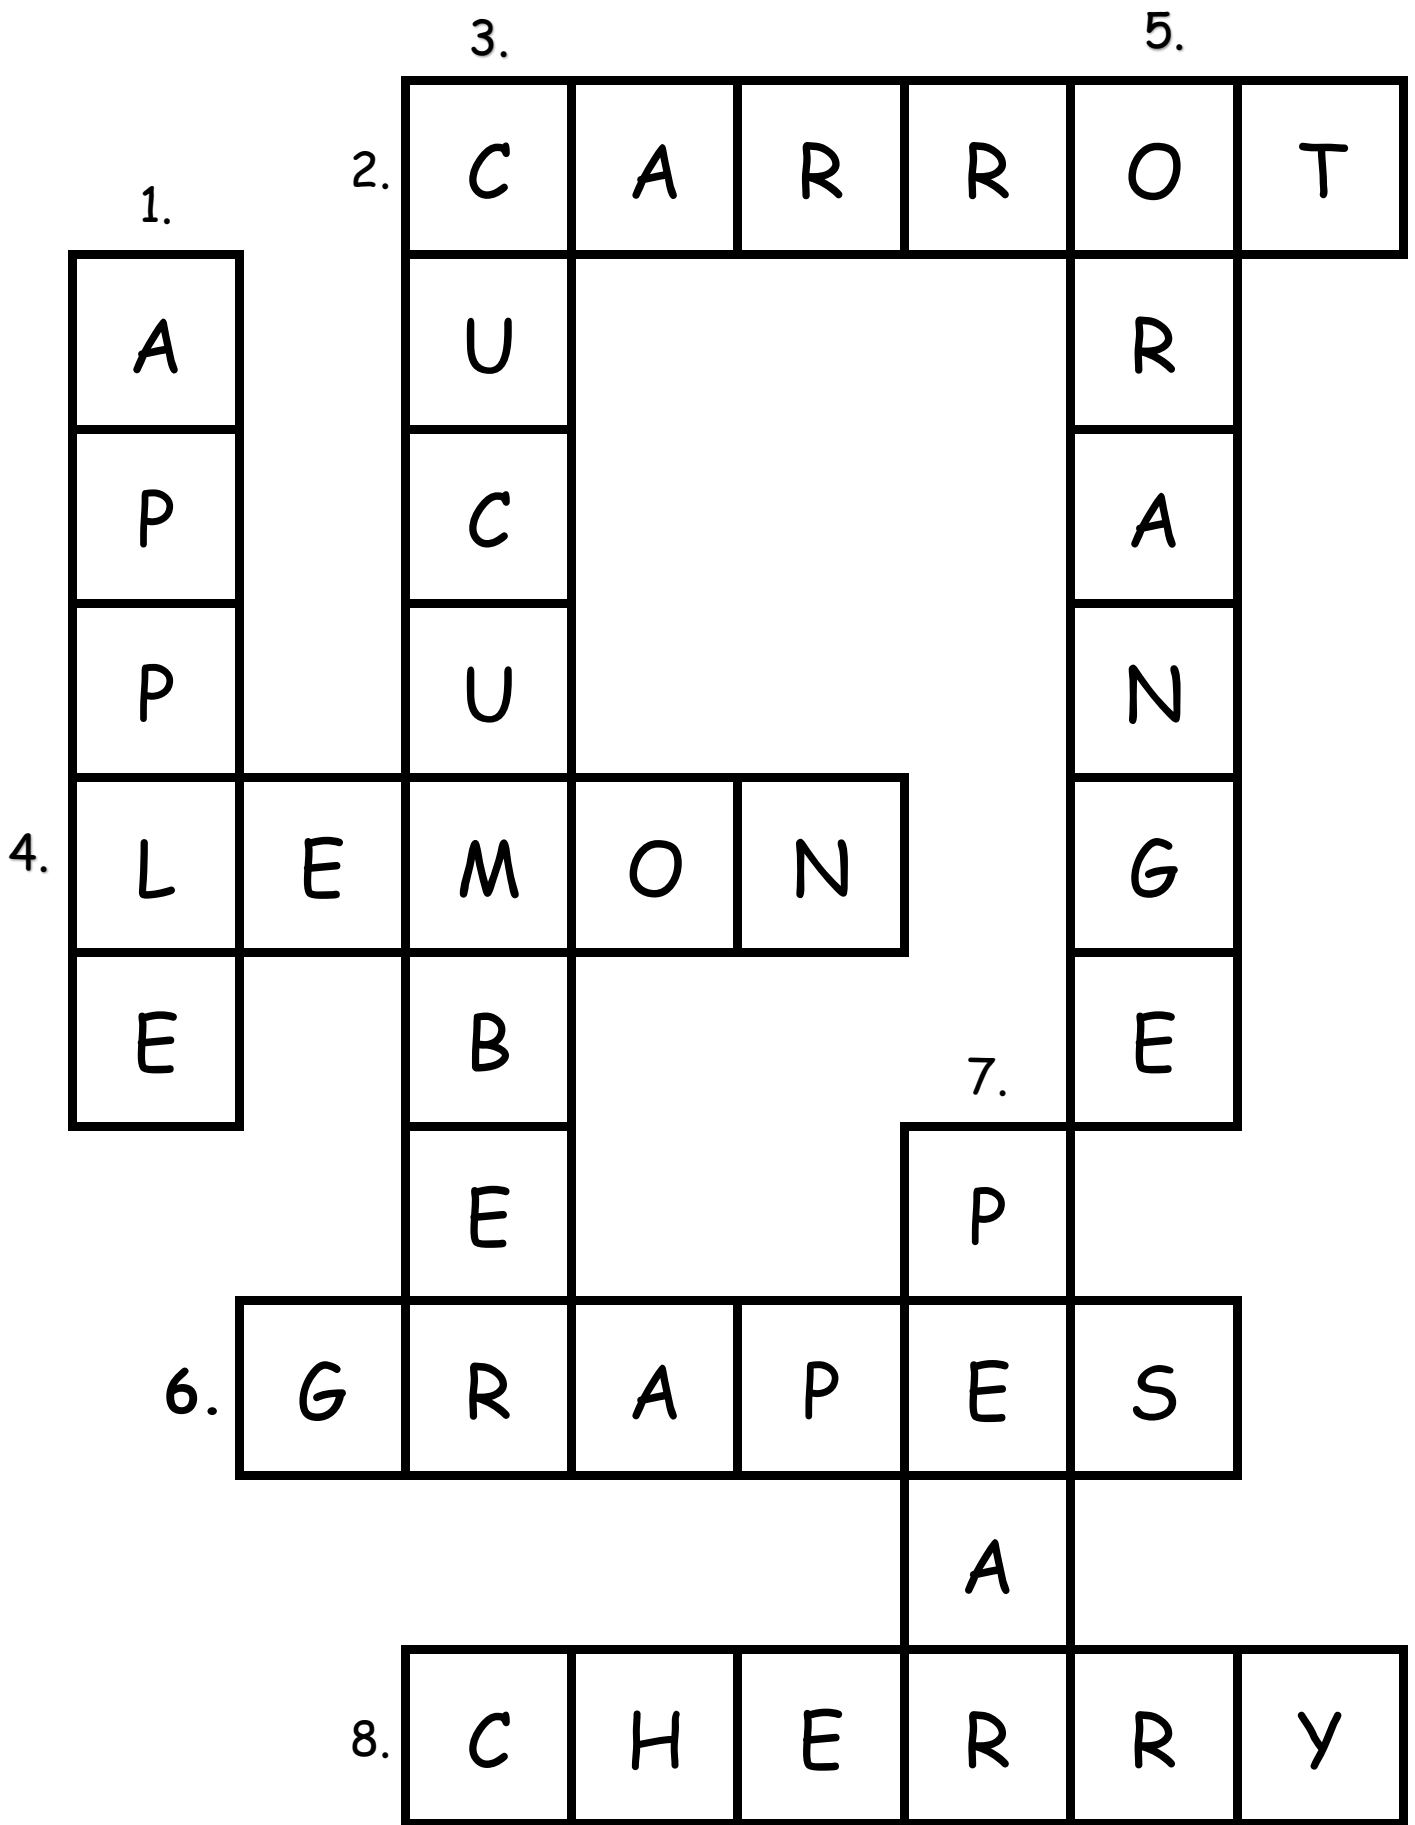 3. 5.
2. C A R R O T
1.
A U R
P C A
P U N
4. L E M O N G
E B E
7.
E P
6. G R A P E S
A
8. C H E R R Y